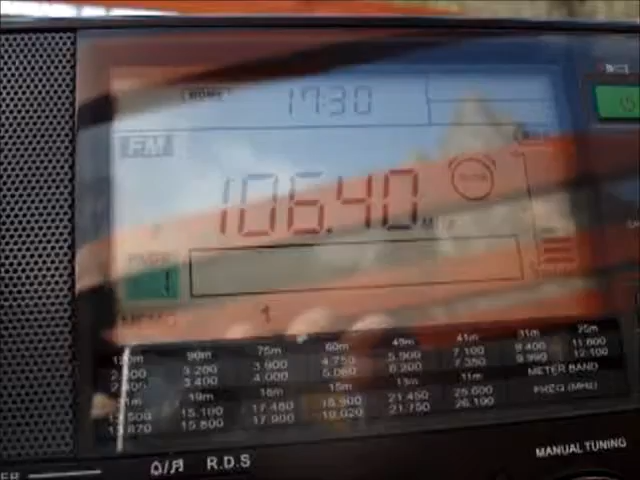 HOME 17:30
FM
106.40 MHz
1
120m 90m 75m 60m 49m 41m 31m 25m
3.200 3.900 4.750 5.900 7.100 9.400 11.600
3.400 4.000 5.060 6.200 7.350 9.990 12.100
19m 16m 15m 13m 11m METER BAND
15.100 17.480 18.900 21.450 25.600 FREQ.(MHz)
15.800 17.900 19.020 21.750 26.100
R.D.S
MANUAL TUNING